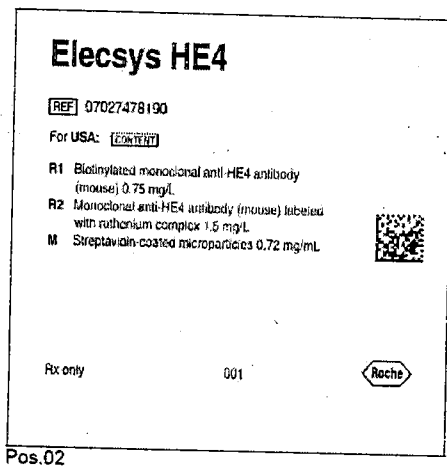 Elecsys HE4
REF 07027478190
For USA: CONTENT
R1 Biotinylated monoclonal anti-HE4 antibody
(mouse) 0.75 mg/L
R2 Monoclonal anti-HE4 antibody (mouse) labeled
with ruthenium complex 1.5 mg/L
M Streptavidin-coated microparticles 0.72 mg/mL
Rx only 001 Roche
Pos.02